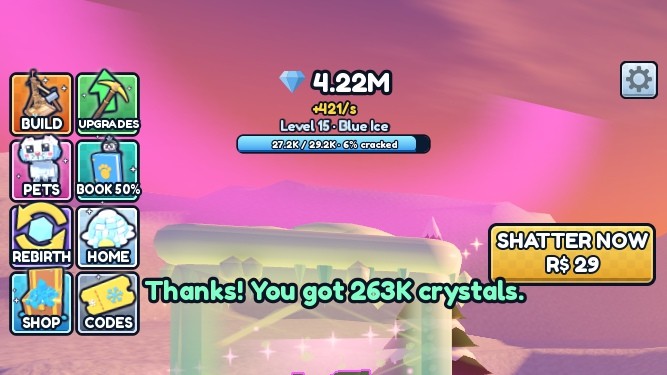 4.22M
+421/s
Level 15 · Blue Ice
27.2K / 29.2K · 6% cracked
BUILD
UPGRADES
PETS
BOOK 50%
REBIRTH
HOME
SHOP
CODES
SHATTER NOW
R$ 29
Thanks! You got 263K crystals.